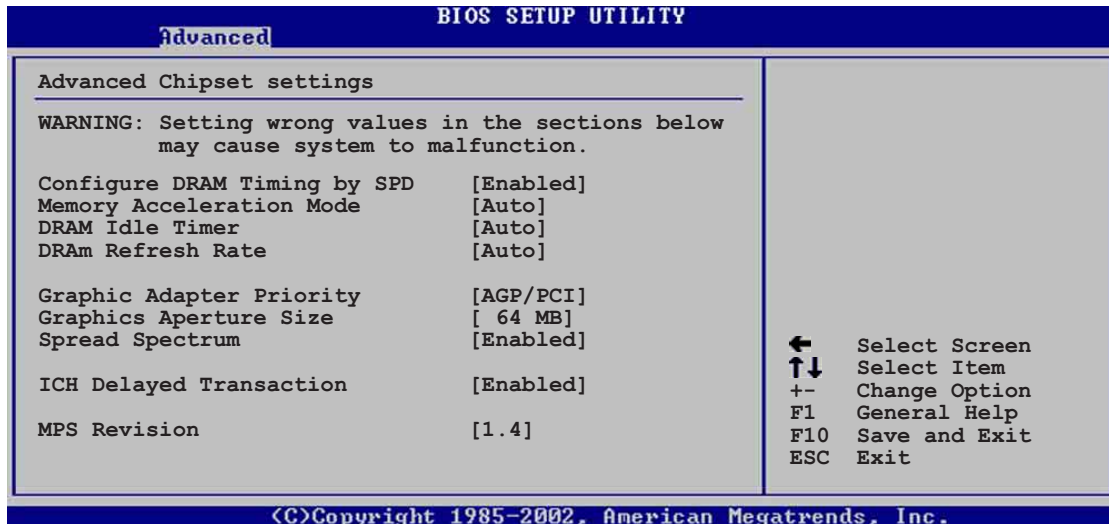 BIOS SETUP UTILITY
Advanced
Advanced Chipset settings
WARNING: Setting wrong values in the sections below
may cause system to malfunction.
Configure DRAM Timing by SPD [Enabled]
Memory Acceleration Mode [Auto]
DRAM Idle Timer [Auto]
DRAm Refresh Rate [Auto]
Graphic Adapter Priority [AGP/PCI]
Graphics Aperture Size [ 64 MB]
Spread Spectrum [Enabled]
ICH Delayed Transaction [Enabled]
MPS Revision [1.4]
← Select Screen
↑↓ Select Item
+- Change Option
F1 General Help
F10 Save and Exit
ESC Exit
(C)Copyright 1985-2002, American Megatrends, Inc.